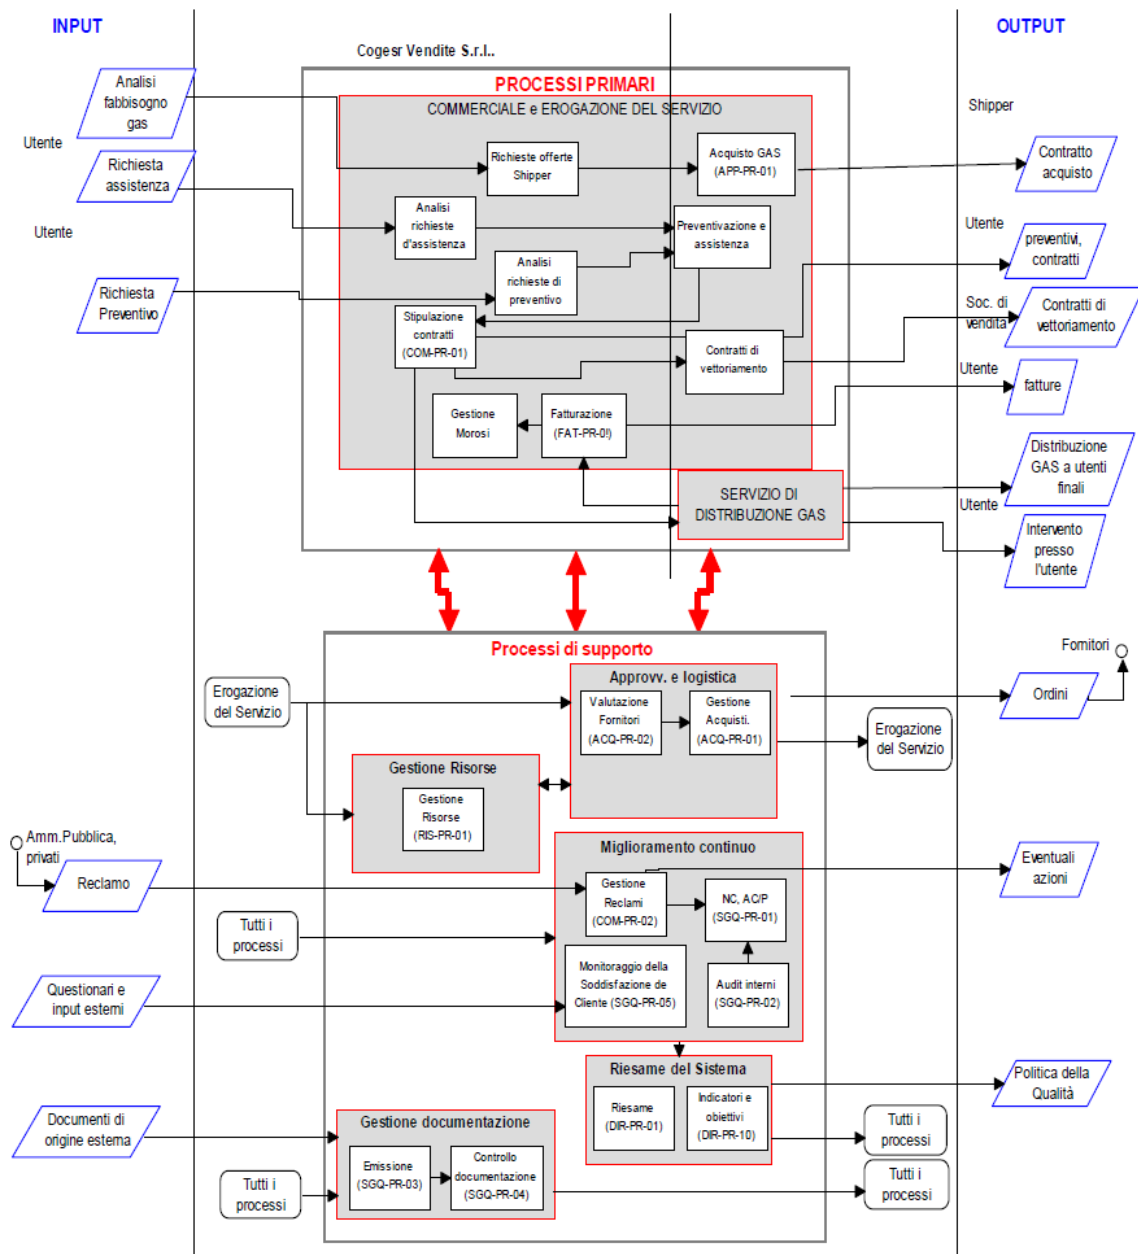 INPUT
OUTPUT
Cogesr Vendite S.r.l..
PROCESSI PRIMARI
COMMERCIALE e EROGAZIONE DEL SERVIZIO
Analisi
fabbisogno
gas
Utente
Richiesta
assistenza
Utente
Richiesta
Preventivo
Richieste offerte
Shipper
Acquisto GAS
(APP-PR-01)
Analisi
richieste
d'assistenza
Preventivazione e
assistenza
Analisi
richieste di
preventivo
Stipulazione
contratti
(COM-PR-01)
Contratti di
vettoriamento
Gestione
Morosi
Fatturazione
(FAT-PR-0!)
SERVIZIO DI
DISTRIBUZIONE GAS
Shipper
Contratto
acquisto
Utente
preventivi,
contratti
Soc. di
vendita
Contratti di
vettoriamento
Utente
fatture
Distribuzione
GAS a utenti
finali
Utente
Intervento
presso
l'utente
Processi di supporto
Approvv. e logistica
Erogazione
del Servizio
Valutazione
Fornitori
(ACQ-PR-02)
Gestione
Acquisti.
(ACQ-PR-01)
Fornitori
Ordini
Erogazione
del Servizio
Gestione Risorse
Gestione
Risorse
(RIS-PR-01)
Amm.Pubblica,
privati
Reclamo
Miglioramento continuo
Gestione
Reclami
(COM-PR-02)
NC, AC/P
(SGQ-PR-01)
Eventuali
azioni
Tutti i
processi
Monitoraggio della
Soddisfazione de
Cliente (SGQ-PR-05)
Audit interni
(SGQ-PR-02)
Questionari e
input esterni
Riesame del Sistema
Riesame
(DIR-PR-01)
Indicatori e
obiettivi
(DIR-PR-10)
Politica della
Qualità
Documenti di
origine esterna
Gestione documentazione
Emissione
(SGQ-PR-03)
Controllo
documentazione
(SGQ-PR-04)
Tutti i
processi
Tutti i
processi
Tutti i
processi